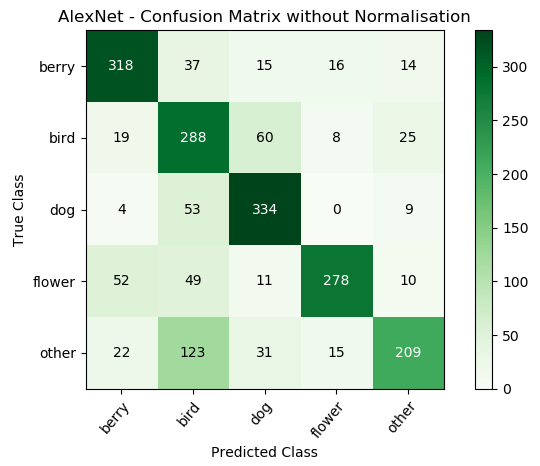 AlexNet - Confusion Matrix without Normalisation
berry 318 37 15 16 14
bird 19 288 60 8 25
dog 4 53 334 0 9
flower 52 49 11 278 10
other 22 123 31 15 209
berry bird dog flower other
True Class
Predicted Class
300
250
200
150
100
50
0